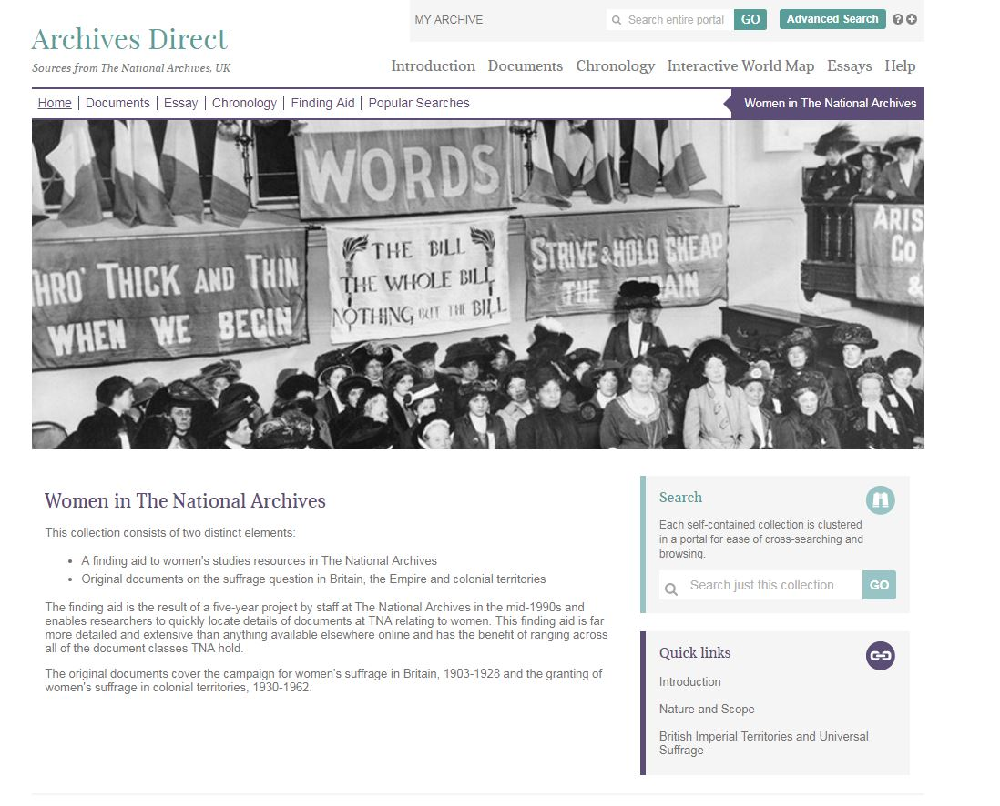 MY ARCHIVE
Search entire portal
GO
Advanced Search
Archives Direct
Sources from The National Archives, UK
Introduction Documents Chronology Interactive World Map Essays Help
Home Documents Essay Chronology Finding Aid Popular Searches
Women in The National Archives
WORDS
HRO' THICK AND THIN
WHEN WE BEGIN
THE BILL
THE WHOLE BILL
NOTHING BUT THE BILL
STRIVE & HOLD CHEAP
THE
AIN
ARIS
GO
&
Women in The National Archives
This collection consists of two distinct elements:
• A finding aid to women's studies resources in The National Archives
• Original documents on the suffrage question in Britain, the Empire and colonial territories
The finding aid is the result of a five-year project by staff at The National Archives in the mid-1990s and
enables researchers to quickly locate details of documents at TNA relating to women. This finding aid is far
more detailed and extensive than anything available elsewhere online and has the benefit of ranging across
all of the document classes TNA hold.
The original documents cover the campaign for women's suffrage in Britain, 1903-1928 and the granting of
women's suffrage in colonial territories, 1930-1962.
Search
Each self-contained collection is clustered
in a portal for ease of cross-searching and
browsing.
Search just this collection
GO
Quick links
Introduction
Nature and Scope
British Imperial Territories and Universal
Suffrage